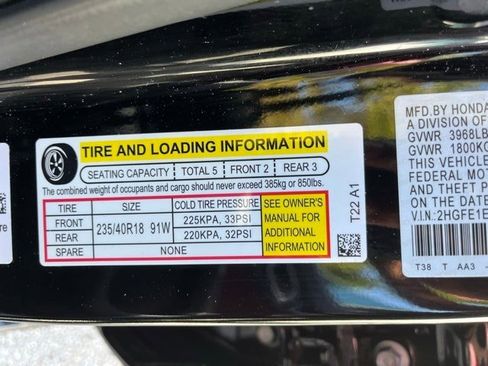 TIRE AND LOADING INFORMATION
SEATING CAPACITY TOTAL 5 FRONT 2 REAR 3
The combined weight of occupants and cargo should never exceed 385kg or 850lbs.
TIRE SIZE COLD TIRE PRESSURE
FRONT 235/40R18 91W 225KPA, 33PSI
REAR 220KPA, 32PSI
SPARE NONE
SEE OWNER'S
MANUAL FOR
ADDITIONAL
INFORMATION
T22 A1
MFD.BY HONDA
A DIVISION OF
GVWR 3968LB
GVWR 1800KG
THIS VEHICLE
FEDERAL MOT
AND THEFT P
ON THE DATE
V.I.N:2HGFE1E
T38 T AA3